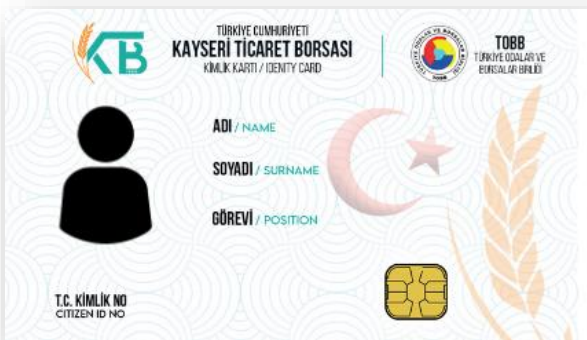 KTB
TÜRKİYE CUMHURİYETİ
KAYSERİ TİCARET BORSASI
KİMLİK KARTI / IDENITY CARD
TOBB
TÜRKİYE ODALAR VE
BORSALAR BİRLİĞİ
ADI / NAME
SOYADI / SURNAME
GÖREVİ / POSITION
T.C. KİMLİK NO
CITIZEN ID NO